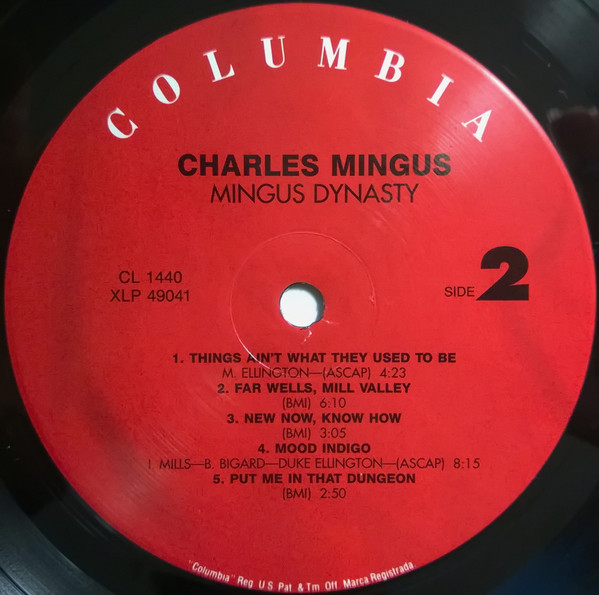 COLUMBIA
CHARLES MINGUS
MINGUS DYNASTY
CL 1440
XLP 49041
SIDE 2
1. THINGS AIN'T WHAT THEY USED TO BE
M. ELLINGTON—(ASCAP) 4:23
2. FAR WELLS, MILL VALLEY
(BMI) 6:10
3. NEW NOW, KNOW HOW
(BMI) 3:05
4. MOOD INDIGO
I. MILLS—B. BIGARD—DUKE ELLINGTON—(ASCAP) 8:15
5. PUT ME IN THAT DUNGEON
(BMI) 2:50
"Columbia" Reg. U.S. Pat. & Tm. Off. Marca Registrada.